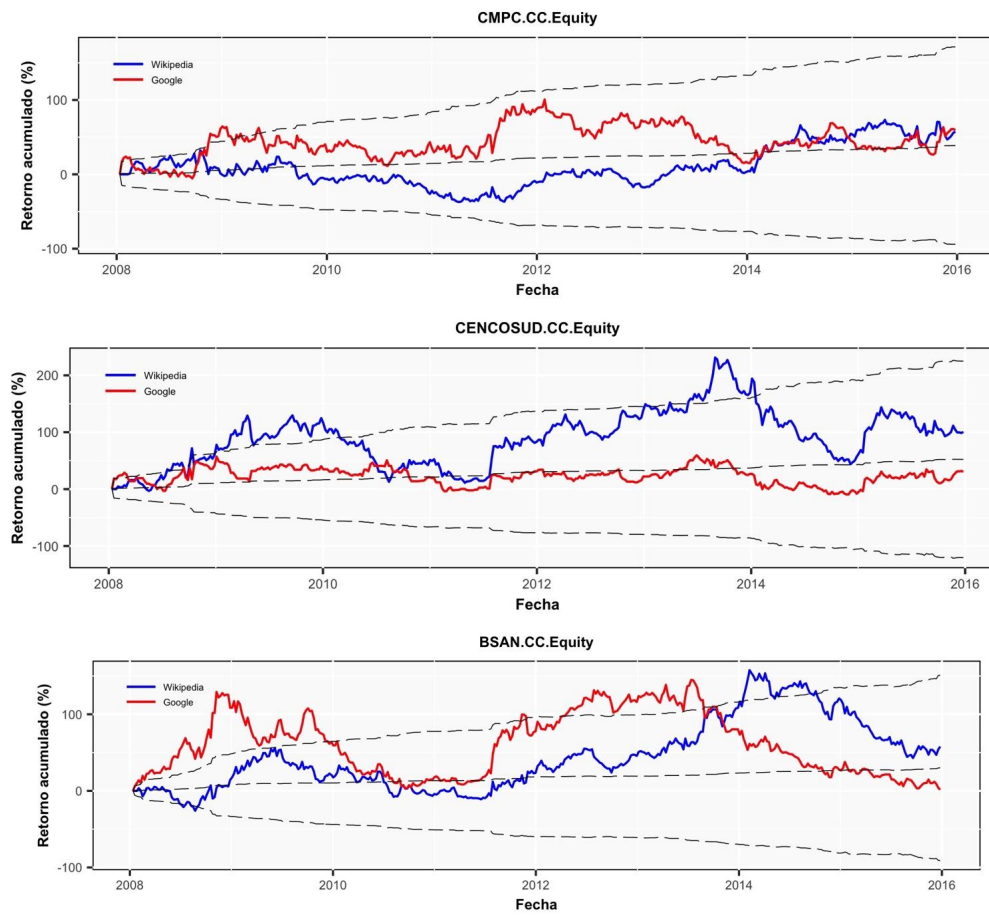 CMPC.CC.Equity
Retorno acumulado (%)
Wikipedia
Google
100
0
-100
2008 2010 2012 2014 2016
Fecha
CENCOSUD.CC.Equity
Retorno acumulado (%)
Wikipedia
Google
200
100
0
-100
2008 2010 2012 2014 2016
Fecha
BSAN.CC.Equity
Retorno acumulado (%)
Wikipedia
Google
100
0
-100
2008 2010 2012 2014 2016
Fecha